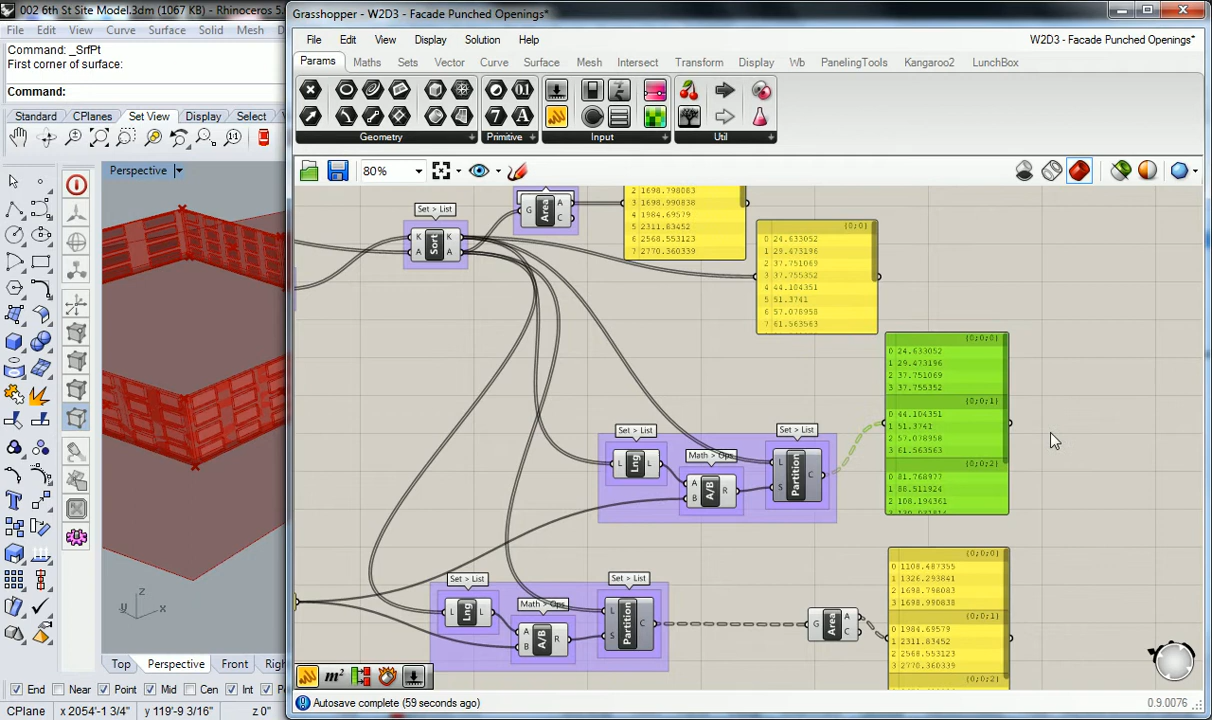 002 6th St Site Model.3dm (1067 KB) - Rhinoceros 5.
File Edit View Curve Surface Solid Mesh
Command: _SrfPt
First corner of surface:
Command:
Standard CPlanes Set View Display Select
Perspective
z
y x
Top Perspective Front Rig
End Near Point Mid Cen Int
CPlane x 2054'-1 3/4" y 119'-9 3/16" z 0"
Grasshopper - W2D3 - Facade Punched Openings*
File Edit View Display Solution Help
W2D3 - Facade Punched Openings*
Params Maths Sets Vector Curve Surface Mesh Intersect Transform Display Wb PanelingTools Kangaroo2 LunchBox
Geometry Primitive Input Util
80%
Set > List
K K
Sort
A A
G Area A
C
2 1698.798083
3 1698.990838
4 1984.69579
5 2311.83452
6 2568.553123
7 2770.360339
{0;0}
0 24.633052
1 29.473196
2 37.751069
3 37.755352
4 44.104351
5 51.3741
6 57.078958
7 61.563563
{0;0;0}
0 24.633052
1 29.473196
2 37.751069
3 37.755352
{0;0;1}
0 44.104351
1 51.3741
2 57.078958
3 61.563563
{0;0;2}
0 81.768977
1 88.511924
2 108.194361
Set > List
L Lng L
Math > Ops
A A/B R
B
Set > List
L Partition C
S
Set > List
L Lng L
Math > Ops
A A/B R
B
Set > List
L Partition C
S
G Area A
C
{0;0;0}
0 1108.487355
1 1326.293841
2 1698.798083
3 1698.990838
{0;0;1}
0 1984.69579
1 2311.83452
2 2568.553123
3 2770.360339
{0;0;2}
m²
Autosave complete (59 seconds ago)
0.9.0076